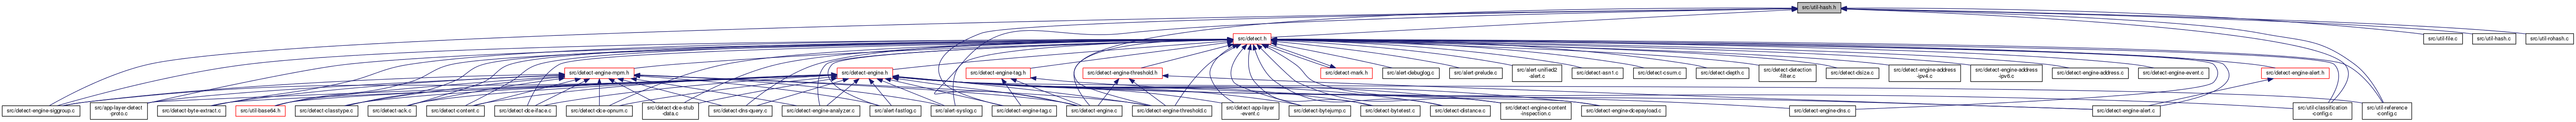 src/util-hash.h
src/detect.h
src/util-file.c
src/util-hash.c
src/util-rohash.c
src/detect-engine-mpm.h
src/detect-engine.h
src/detect-engine-tag.h
src/detect-engine-threshold.h
src/detect-mark.h
src/alert-debuglog.c
src/alert-prelude.c
src/alert-unified2
-alert.c
src/detect-asn1.c
src/detect-csum.c
src/detect-depth.c
src/detect-detection
-filter.c
src/detect-dsize.c
src/detect-engine-address
-ipv4.c
src/detect-engine-address
-ipv6.c
src/detect-engine-address.c
src/detect-engine-event.c
src/detect-engine-alert.h
src/detect-engine-siggroup.c
src/app-layer-detect
-proto.c
src/detect-byte-extract.c
src/util-base64.h
src/detect-classtype.c
src/detect-ack.c
src/detect-content.c
src/detect-dce-iface.c
src/detect-dce-opnum.c
src/detect-dce-stub
-data.c
src/detect-dns-query.c
src/detect-engine-analyzer.c
src/alert-fastlog.c
src/alert-syslog.c
src/detect-engine-tag.c
src/detect-engine.c
src/detect-engine-threshold.c
src/detect-app-layer
-event.c
src/detect-bytejump.c
src/detect-bytetest.c
src/detect-distance.c
src/detect-engine-content
-inspection.c
src/detect-engine-dcepayload.c
src/detect-engine-dns.c
src/detect-engine-alert.c
src/util-classification
-config.c
src/util-reference
-config.c